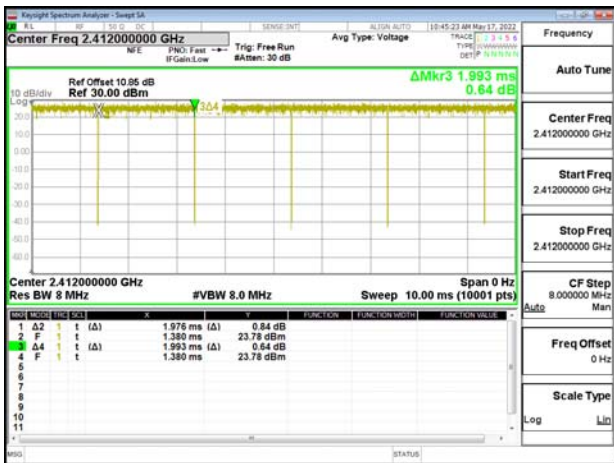 Keysight Spectrum Analyzer - Swept SA
RL RF 50 Ω DC SENSE:INT ALIGN AUTO 10:45:23 AM May 17, 2022
Center Freq 2.412000000 GHz
NFE
PNO: Fast
IFGain:Low
Trig: Free Run
#Atten: 30 dB
Avg Type: Voltage
TRACE 1 2 3 4 5 6
TYPE
DET P N N N N N
Frequency
Auto Tune
Ref Offset 10.85 dB
10 dB/div Ref 30.00 dBm
ΔMkr3 1.993 ms
0.64 dB
Log
3Δ4
20.0
10.0
0.00
-10.0
-20.0
-30.0
-40.0
-50.0
-60.0
Center Freq
2.412000000 GHz
Start Freq
2.412000000 GHz
Stop Freq
2.412000000 GHz
Center 2.412000000 GHz Span 0 Hz
Res BW 8 MHz #VBW 8.0 MHz Sweep 10.00 ms (10001 pts)
CF Step
8.000000 MHz
Auto Man
MKR MODE TRC SCL X Y FUNCTION FUNCTION WIDTH FUNCTION VALUE
1 Δ2 1 t (Δ) 1.976 ms (Δ) 0.84 dB
2 F 1 t 1.380 ms 23.78 dBm
3 Δ4 1 t (Δ) 1.993 ms (Δ) 0.64 dB
4 F 1 t 1.380 ms 23.78 dBm
5
6
7
8
9
10
11
Freq Offset
0 Hz
Scale Type
Log Lin
MSG STATUS